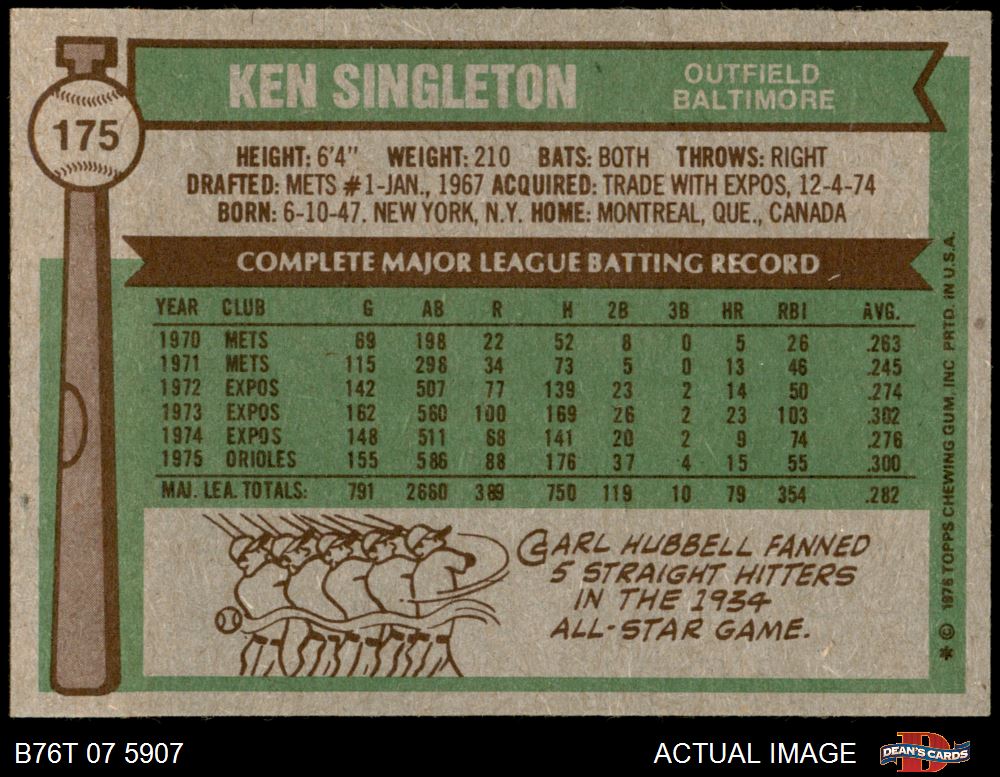 175
KEN SINGLETON
OUTFIELD
BALTIMORE
HEIGHT: 6'4" WEIGHT: 210 BATS: BOTH THROWS: RIGHT
DRAFTED: METS #1-JAN., 1967 ACQUIRED: TRADE WITH EXPOS, 12-4-74
BORN: 6-10-47, NEW YORK, N.Y. HOME: MONTREAL, QUE., CANADA
COMPLETE MAJOR LEAGUE BATTING RECORD
YEAR CLUB G AB R H 2B 3B HR RBI AVG.
1970 METS 69 198 22 52 8 0 5 26 .263
1971 METS 115 298 34 73 5 0 13 46 .245
1972 EXPOS 142 507 77 139 23 2 14 50 .274
1973 EXPOS 162 560 100 169 26 2 23 103 .302
1974 EXPOS 148 511 68 141 20 2 9 74 .276
1975 ORIOLES 155 586 88 176 37 4 15 55 .300
MAJ. LEA. TOTALS: 791 2660 389 750 119 10 79 354 .282
CARL HUBBELL FANNED
5 STRAIGHT HITTERS
IN THE 1934
ALL-STAR GAME.
* © 1976 TOPPS CHEWING GUM, INC. PRTD. IN U.S.A.
B76T 07 5907
ACTUAL IMAGE
DEAN'S CARDS